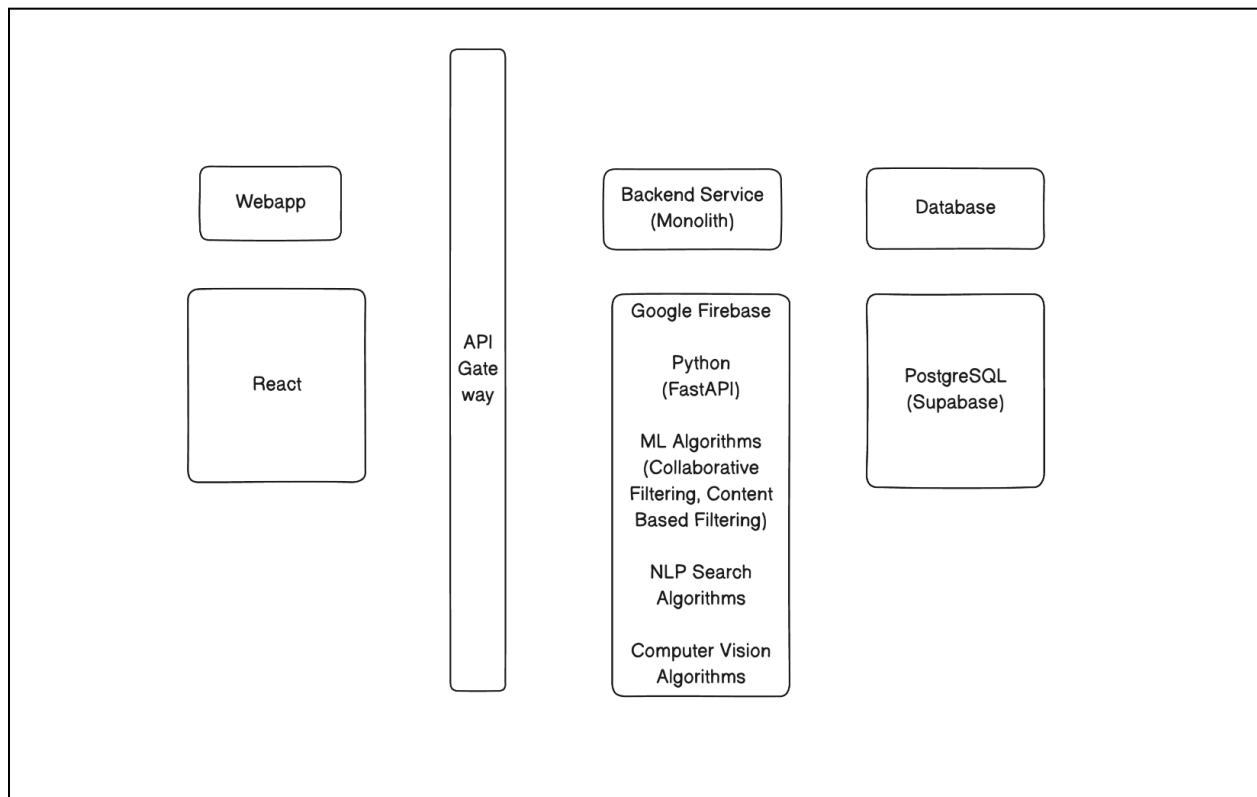 Webapp
React
API
Gate
way
Backend Service
(Monolith)
Google Firebase
Python
(FastAPI)
ML Algorithms
(Collaborative
Filtering, Content
Based Filtering)
NLP Search
Algorithms
Computer Vision
Algorithms
Database
PostgreSQL
(Supabase)